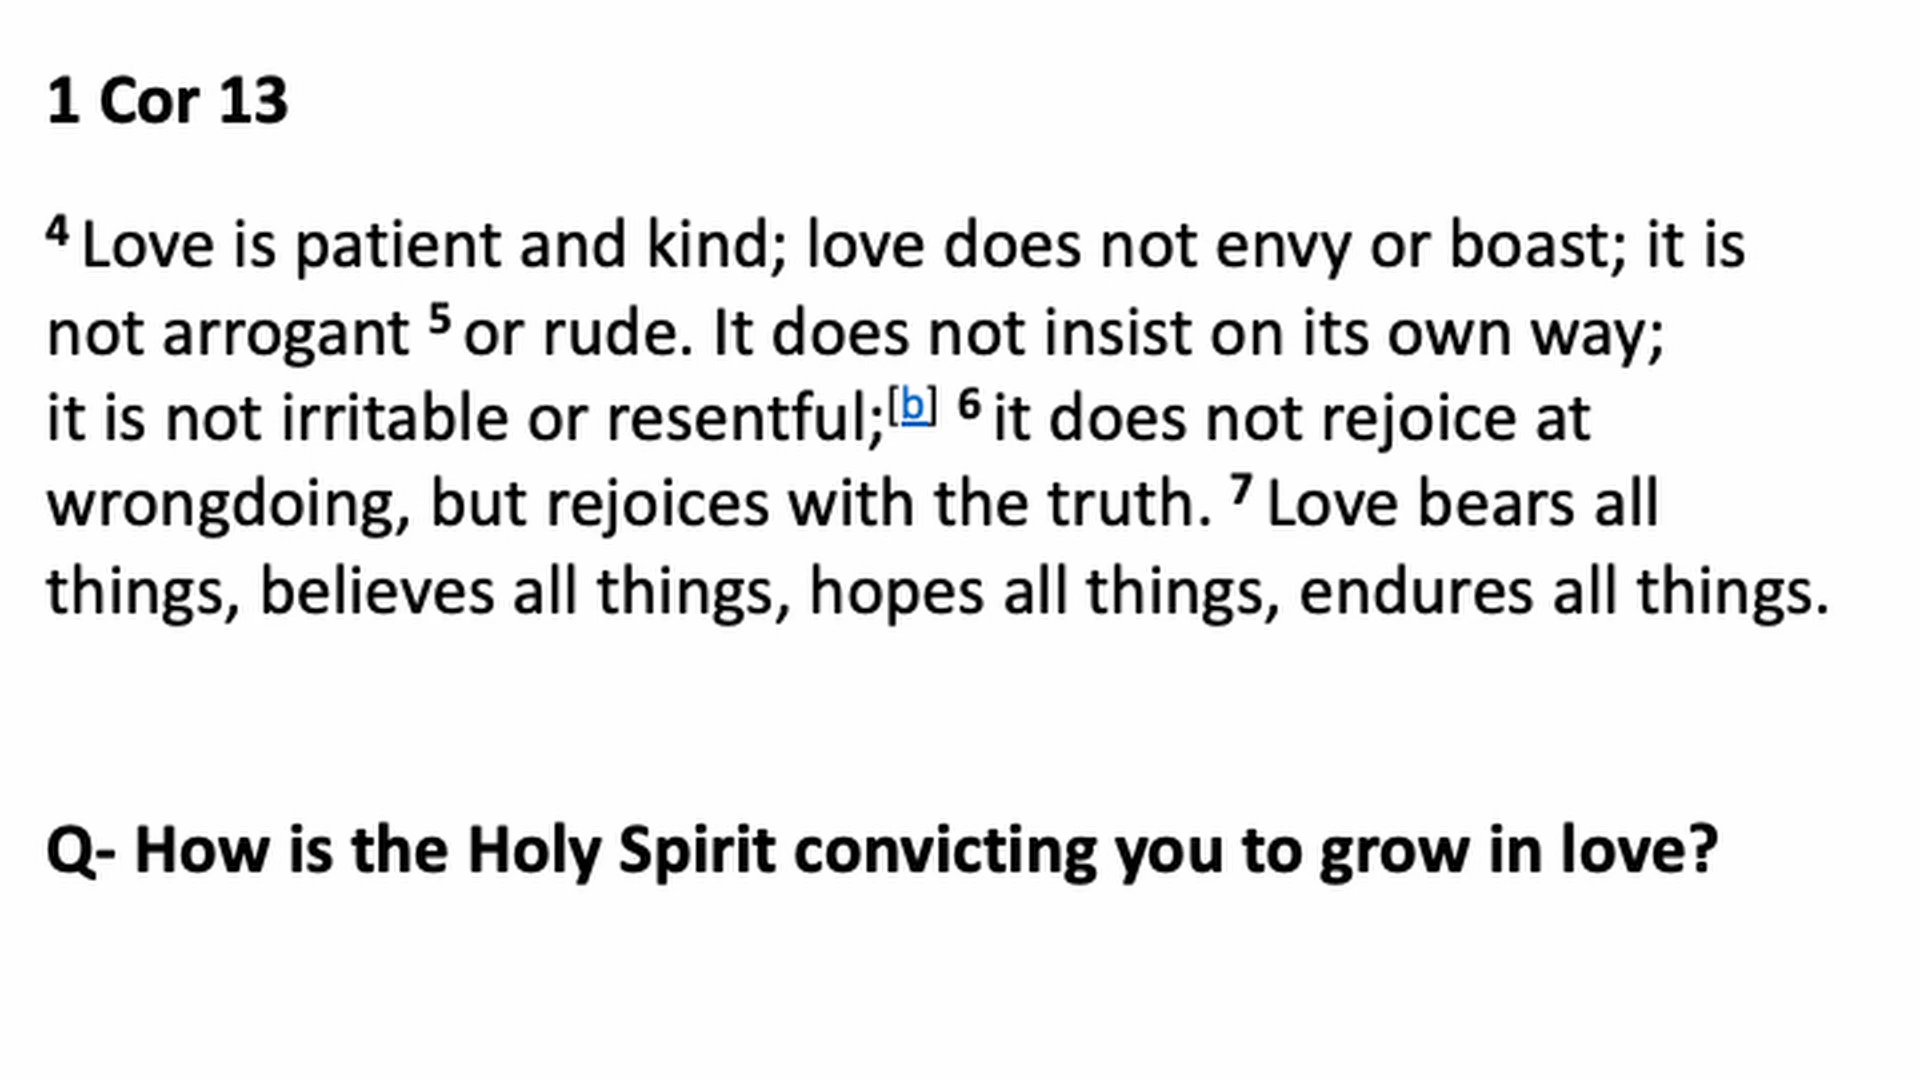 1 Cor 13
4 Love is patient and kind; love does not envy or boast; it is
not arrogant 5 or rude. It does not insist on its own way;
it is not irritable or resentful;[b] 6 it does not rejoice at
wrongdoing, but rejoices with the truth. 7 Love bears all
things, believes all things, hopes all things, endures all things.
Q- How is the Holy Spirit convicting you to grow in love?